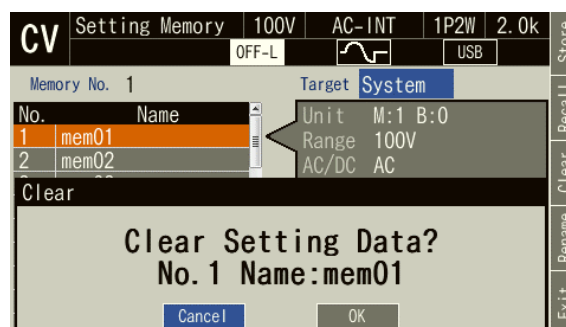 CV Setting Memory 100V AC-INT 1P2W 2.0k
OFF-L USB
Memory No. 1 Target System
No. Name
1 mem01
2 mem02
Unit M:1 B:0
Range 100V
AC/DC AC
Clear
Clear Setting Data?
No.1 Name:mem01
Cancel OK
Store
Recall
Clear
Rename
Exit